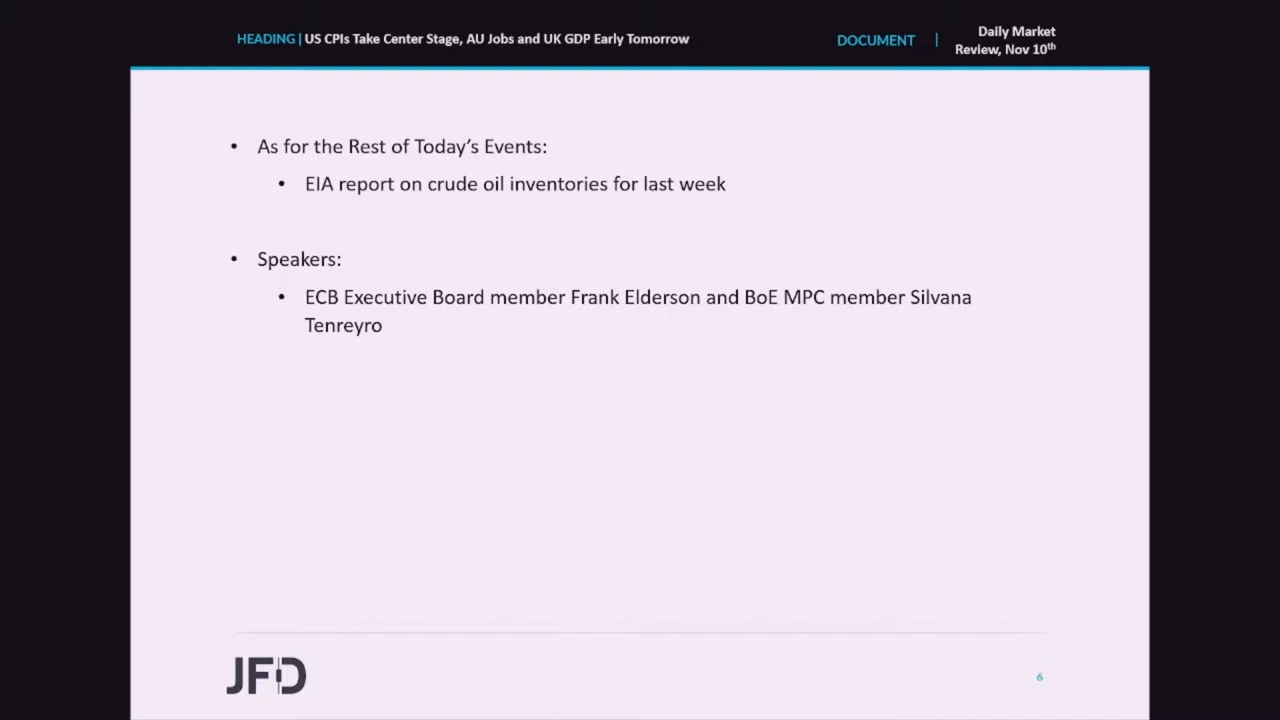 HEADING | US CPIs Take Center Stage, AU Jobs and UK GDP Early Tomorrow
DOCUMENT |
Daily Market
Review, Nov 10th
• As for the Rest of Today’s Events:
• EIA report on crude oil inventories for last week
• Speakers:
• ECB Executive Board member Frank Elderson and BoE MPC member Silvana
Tenreyro
JFD
6